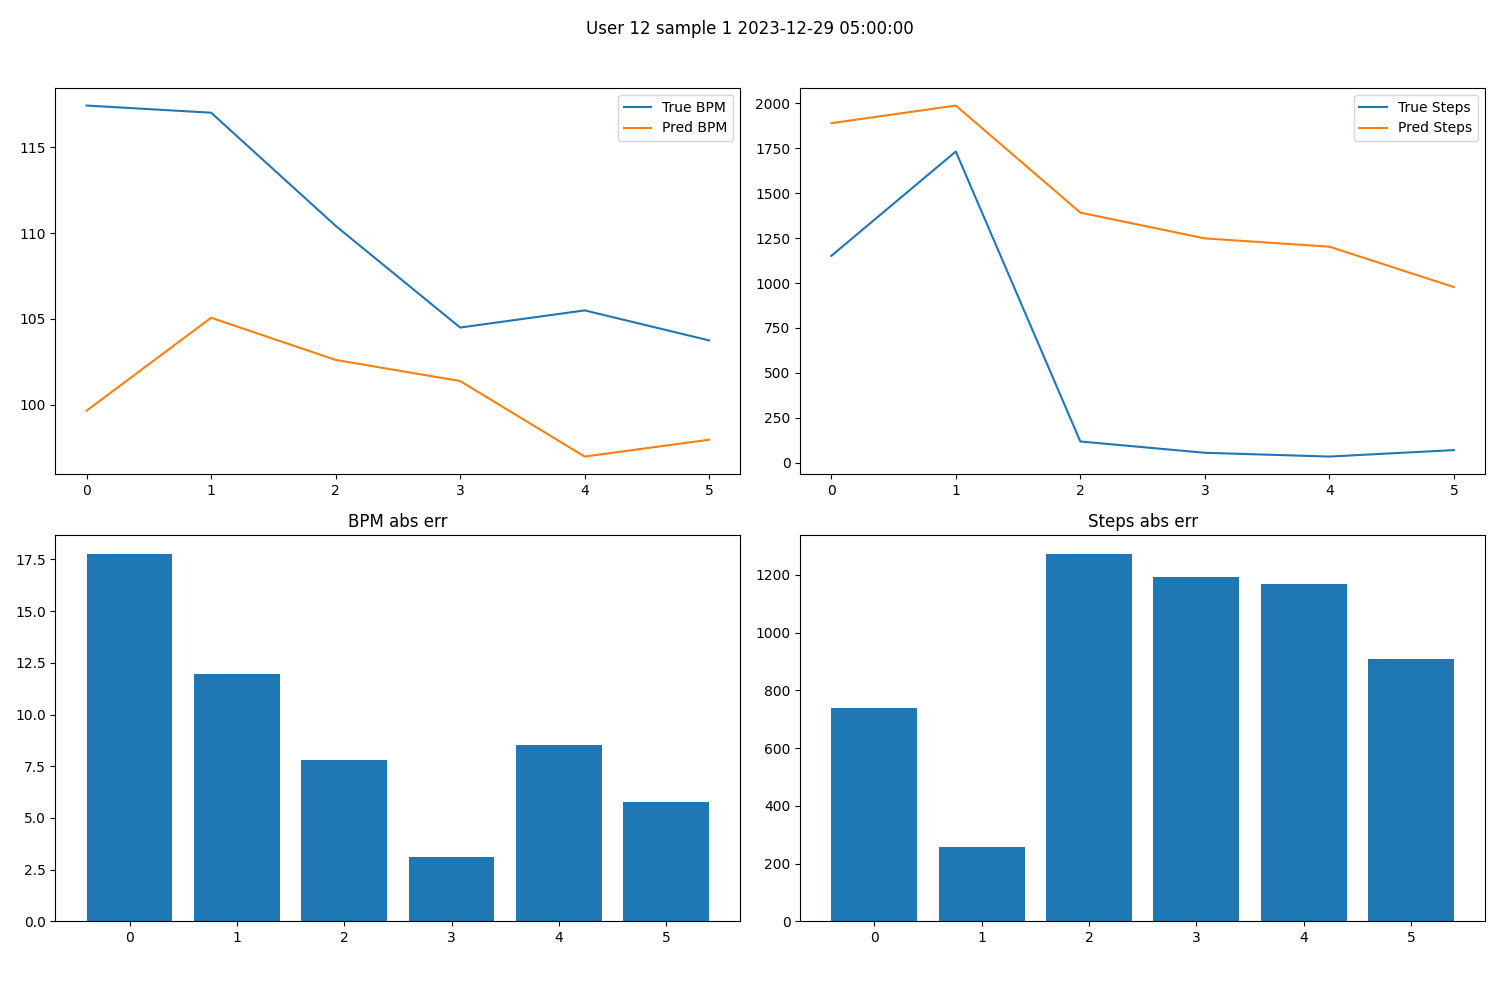 User 12 sample 1 2023-12-29 05:00:00
True BPM
Pred BPM
115
110
105
100
0 1 2 3 4 5
True Steps
Pred Steps
2000
1750
1500
1250
1000
750
500
250
0
0 1 2 3 4 5
BPM abs err
17.5
15.0
12.5
10.0
7.5
5.0
2.5
0.0
0 1 2 3 4 5
Steps abs err
1200
1000
800
600
400
200
0
0 1 2 3 4 5